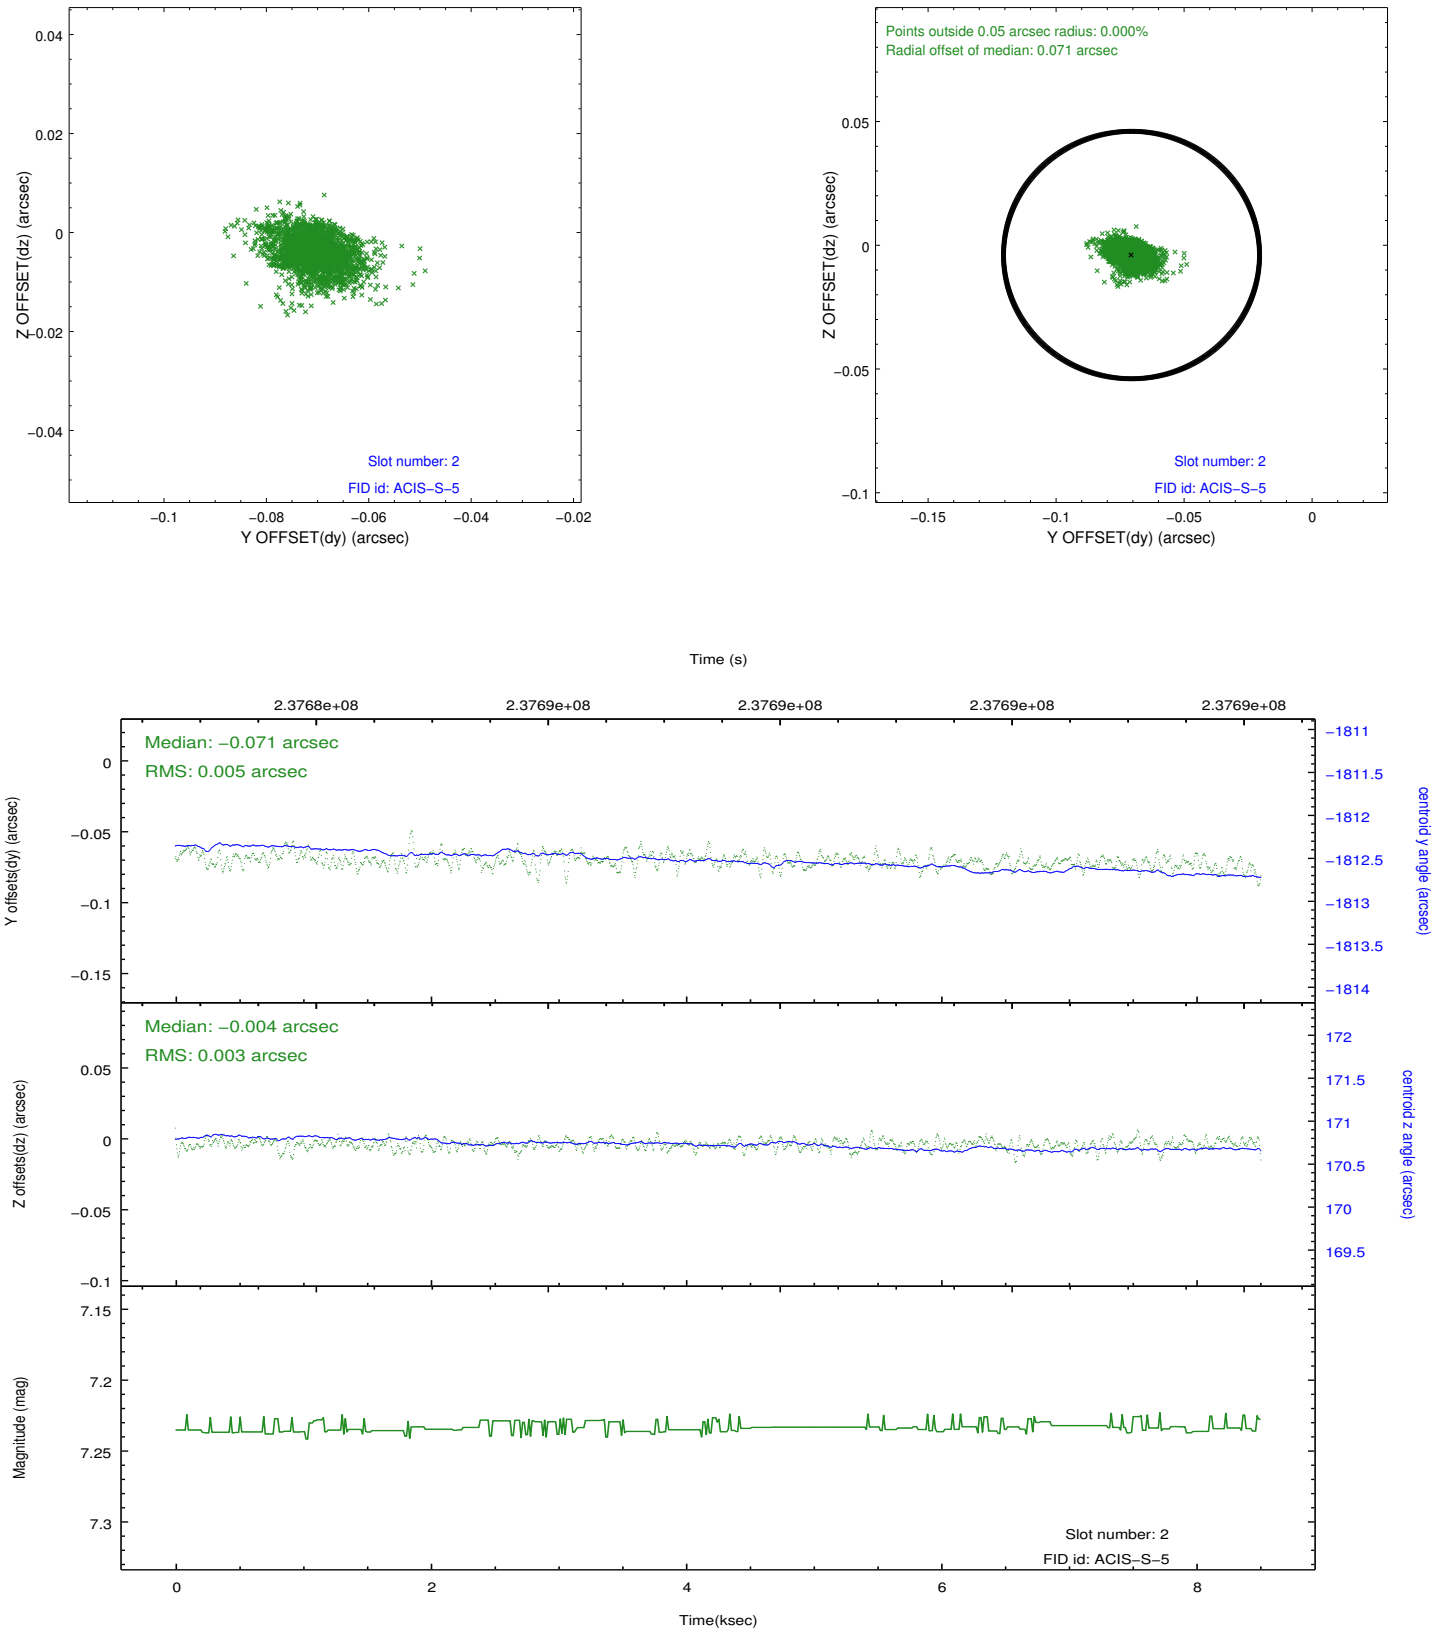 0.04
0.02
0
−0.02
−0.04
Z OFFSET(dz) (arcsec)
Slot number: 2
FID id: ACIS−S−5
−0.1 −0.08 −0.06 −0.04 −0.02
Y OFFSET(dy) (arcsec)
Points outside 0.05 arcsec radius: 0.000%
Radial offset of median: 0.071 arcsec
0.05
0
−0.05
−0.1
Z OFFSET(dz) (arcsec)
Slot number: 2
FID id: ACIS−S−5
−0.15 −0.1 −0.05 0
Y OFFSET(dy) (arcsec)
Time (s)
2.3768e+08 2.3769e+08 2.3769e+08 2.3769e+08 2.3769e+08
Median: −0.071 arcsec
RMS: 0.005 arcsec
0
−0.05
−0.1
−0.15
Y offsets(dy) (arcsec)
−1811
−1811.5
−1812
−1812.5
−1813
−1813.5
−1814
centroid y angle (arcsec)
Median: −0.004 arcsec
RMS: 0.003 arcsec
0.05
0
−0.05
−0.1
Z offsets(dz) (arcsec)
172
171.5
171
170.5
170
169.5
centroid z angle (arcsec)
7.15
7.2
7.25
7.3
Magnitude (mag)
Slot number: 2
FID id: ACIS−S−5
0 2 4 6 8
Time(ksec)